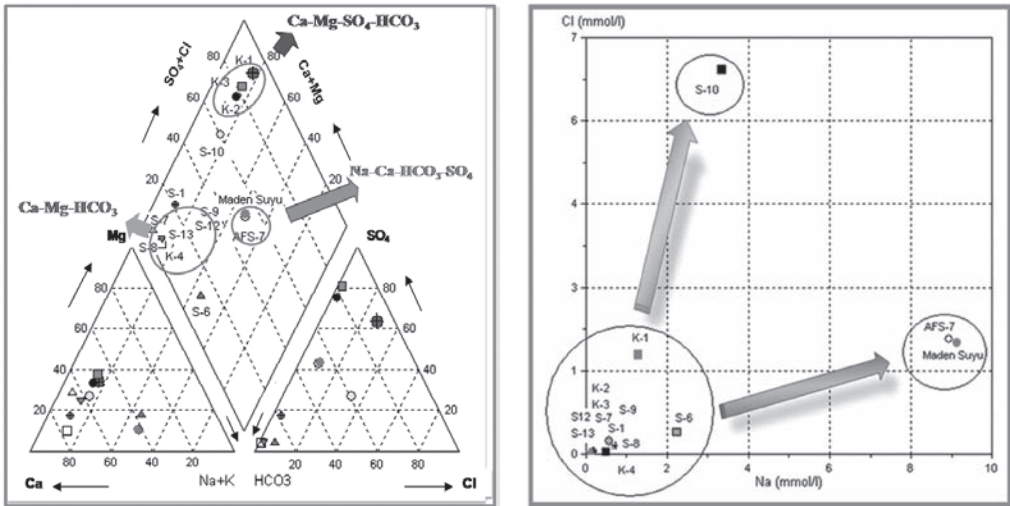 Ca-Mg-SO₄-HCO₃
SO₄+Cl
Ca+Mg
80
80
60
60
40
40
20
20
K-1
K-3
K-2
S-10
Na-Ca-HCO₃-SO₄
Ca-Mg-HCO₃
S-1
S-7
S-9
S-12
S-13
S-8
K-4
Maden Suyu
AFS-7
S-6
Mg
SO₄
80
80
60
60
40
40
20
20
80 60 40 20
20 40 60 80
Ca
Na+K
HCO3
Cl
Cl (mmol/l)
7
6
4
3
1
0
S-10
K-1
K-2
K-3
S-9
S12
S-7
S-6
S-1
S-13
S-8
K-4
AFS-7
Maden Suyu
0 2 4 6 8 10
Na (mmol/l)